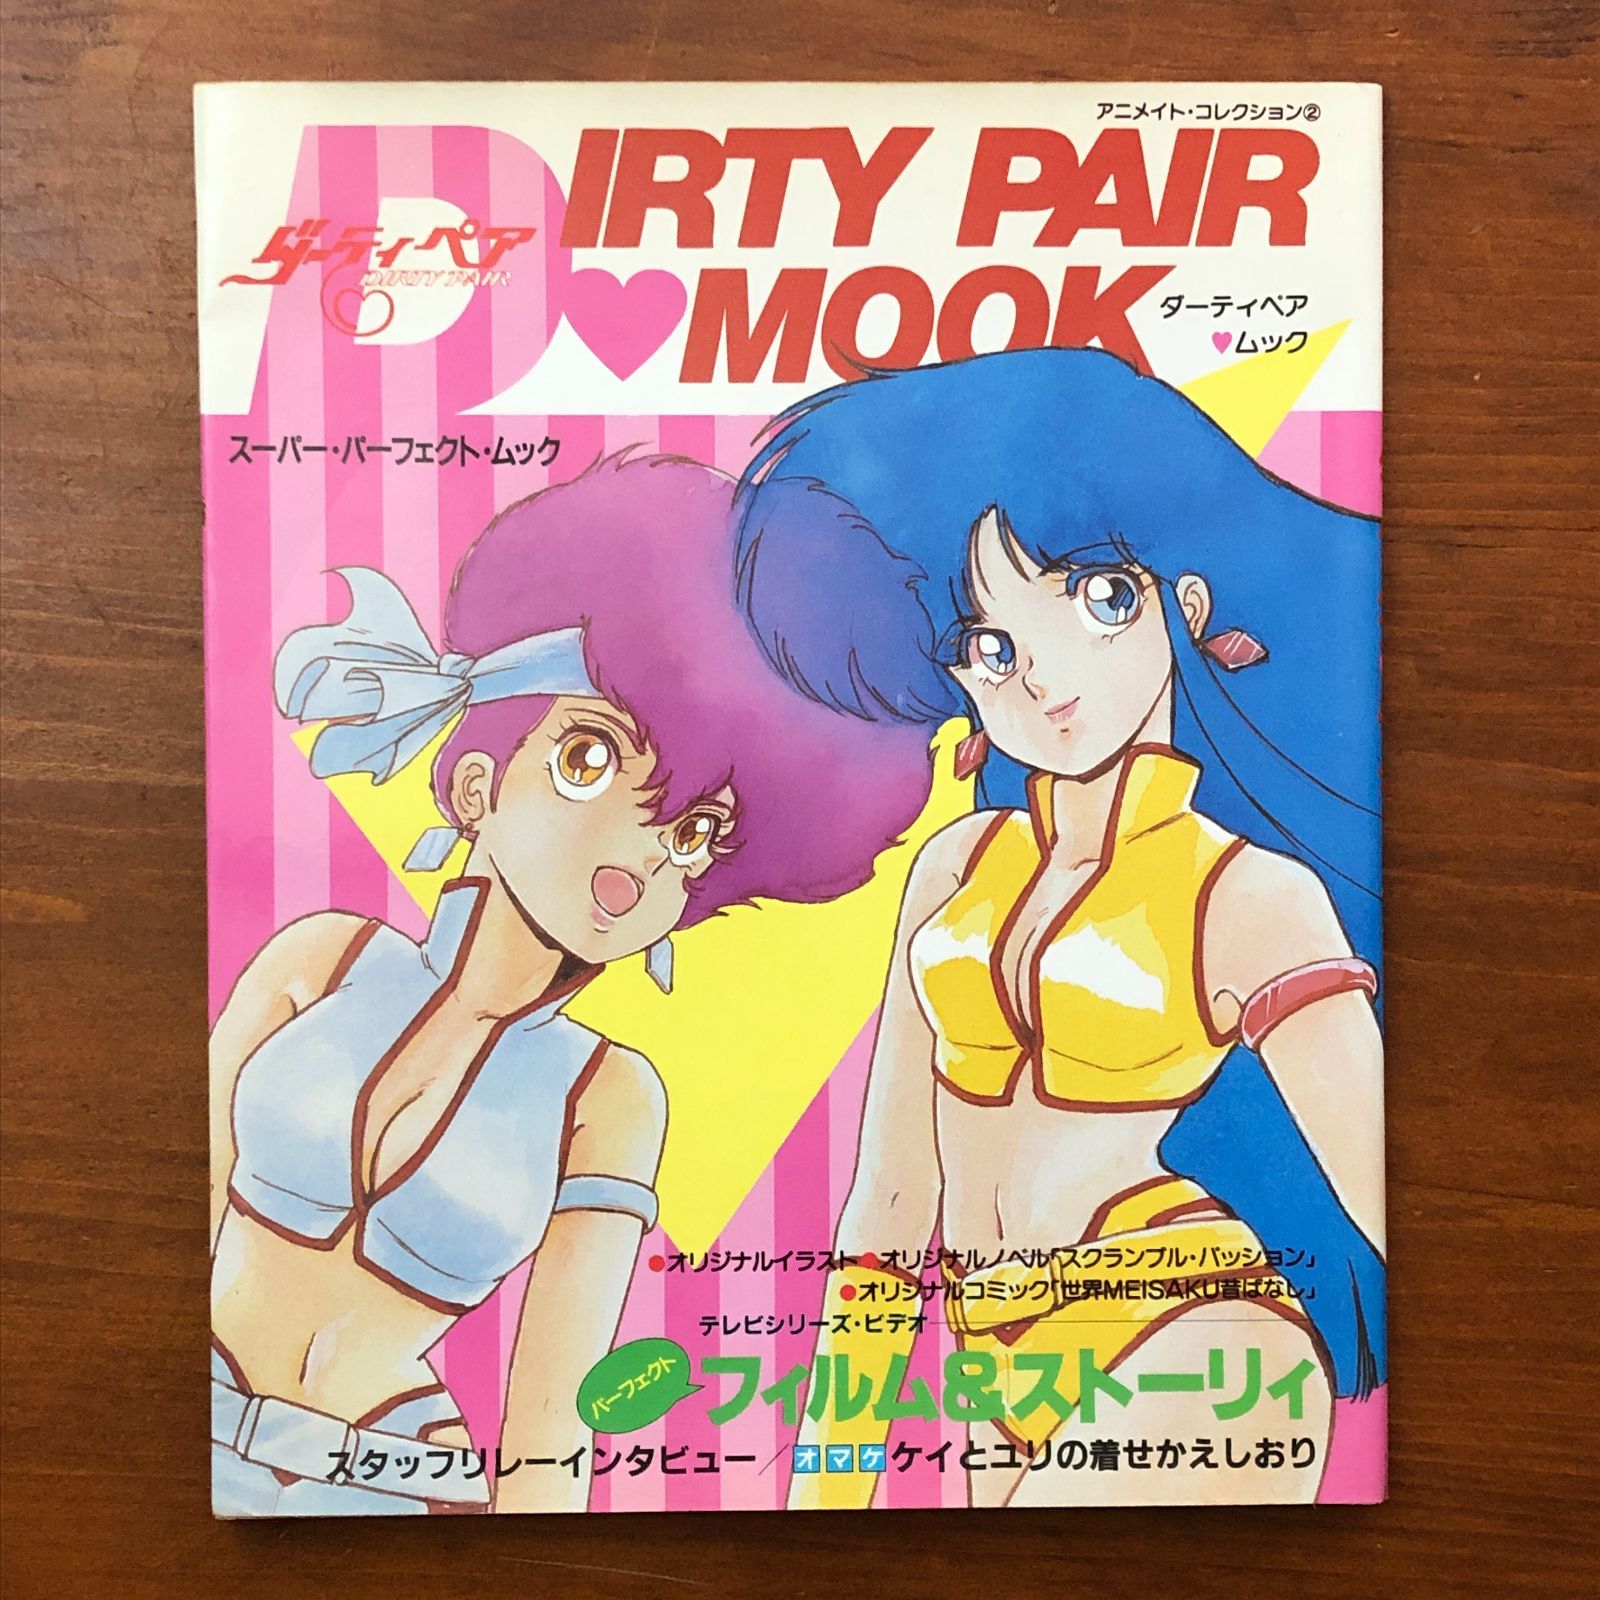 アニメイト・コレクション②
DIRTY PAIR
ダーティペア
DIRTY PAIR
♥MOOK
ダーティペア
♥ムック
スーパー・パーフェクト・ムック
●オリジナルイラスト●オリジナルノベル「スクランブル・パッション」
●オリジナルコミック「世界MEISAKU昔ばなし」
テレビシリーズ・ビデオ
パーフェクト
フィルム&ストーリィ
スタッフリレーインタビュー/オマケケイとユリの着せかえしおり